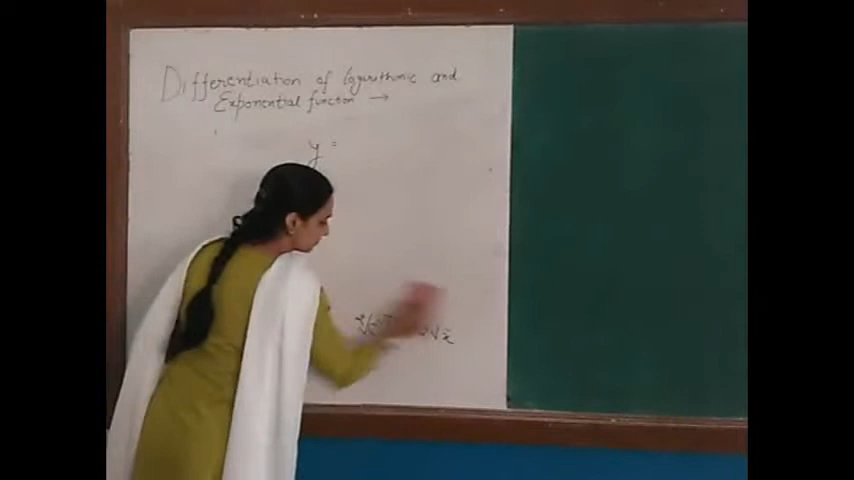 Differentiation of logarithmic and
Exponential function →
y =